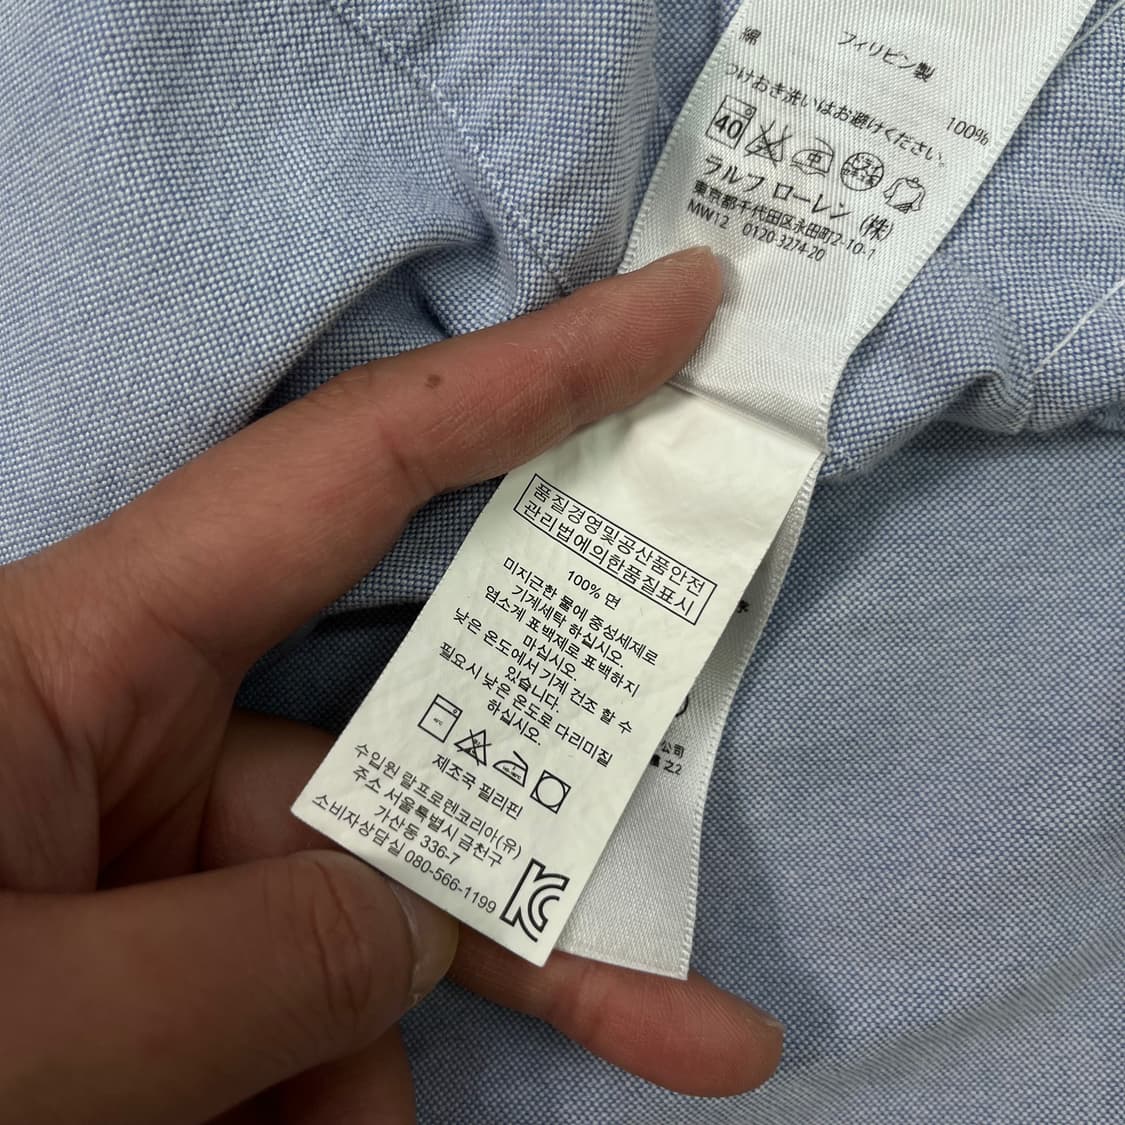 フィリピン製
綿 100%
つけおき洗いはお避けください。
40 中 ドライ
ラルフ ローレン (株)
東京都千代田区永田町2-10-1
MW12 0120-3274-20
품질경영및공산품안전
관리법에의한품질표시
100% 면
미지근한 물에 중성세제로
기계세탁 하십시오.
염소계 표백제로 표백하지
마십시오.
낮은 온도에서 기계 건조 할 수
있습니다.
필요시 낮은 온도로 다리미질
하십시오.
제조국 필리핀
수입원 랄프로렌코리아(유)
주소 서울특별시 금천구
가산동 336-7
소비자상담실 080-566-1199
KC
公司
之2